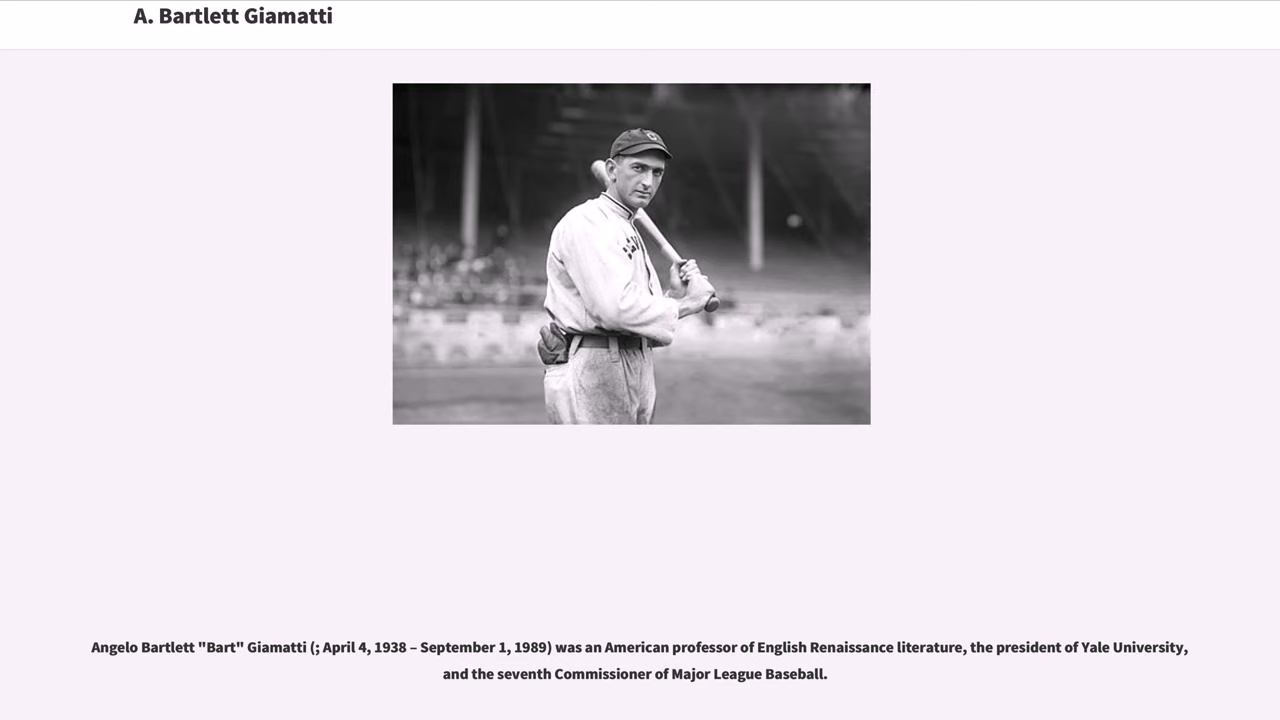 A. Bartlett Giamatti
Angelo Bartlett "Bart" Giamatti (; April 4, 1938 – September 1, 1989) was an American professor of English Renaissance literature, the president of Yale University,
and the seventh Commissioner of Major League Baseball.